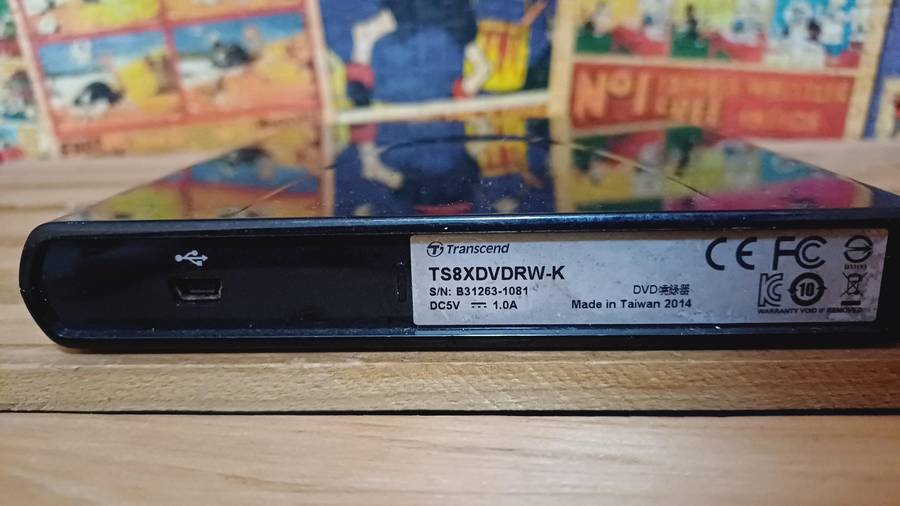 No1
Transcend
TS8XDVDRW-K
S/N: B31263-1081
DC5V ⎓ 1.0A
DVD燒錄器
Made in Taiwan 2014
CE FC
10
WARRANTY VOID IF REMOVED